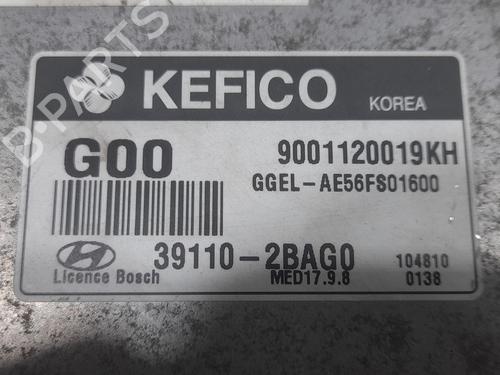 B-PARTS
KEFICO KOREA
G00 9001120019KH
GGEL-AE56FS01600
39110-2BAG0 104810
Licence Bosch MED17.9.8 0138